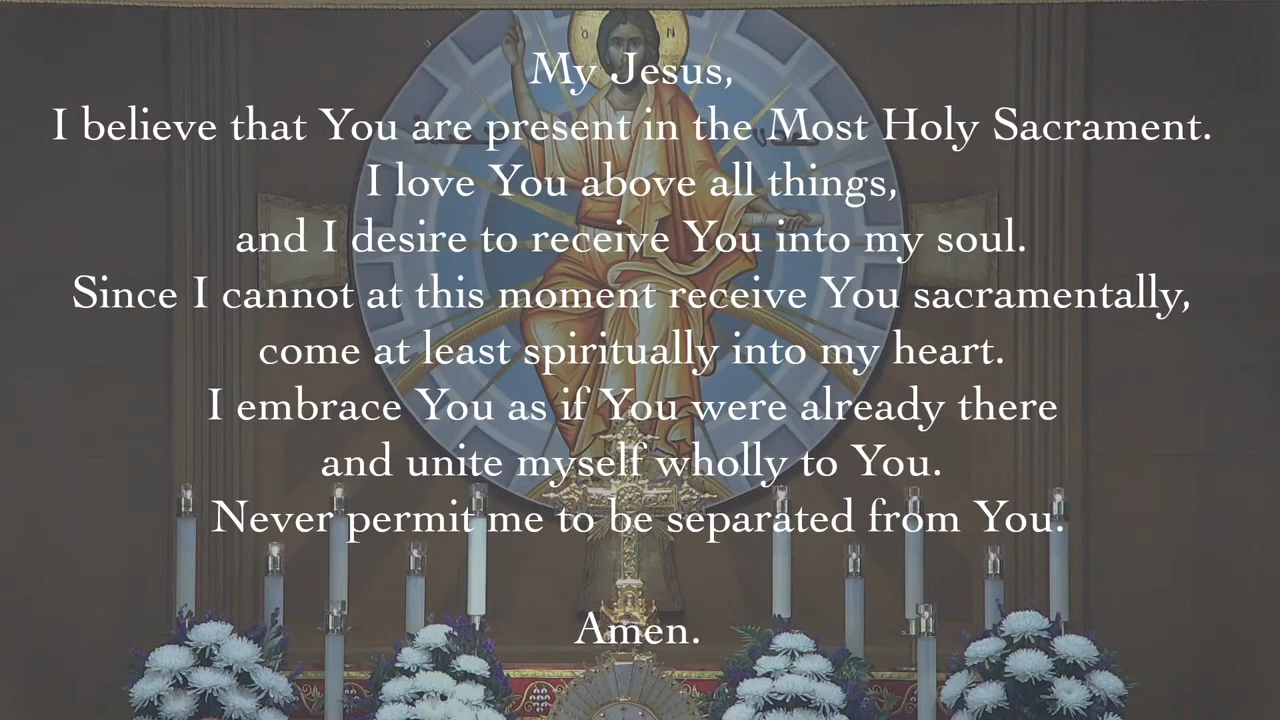 O N
My Jesus,
I believe that You are present in the Most Holy Sacrament.
I love You above all things,
and I desire to receive You into my soul.
Since I cannot at this moment receive You sacramentally,
come at least spiritually into my heart.
I embrace You as if You were already there
and unite myself wholly to You.
Never permit me to be separated from You.
Amen.